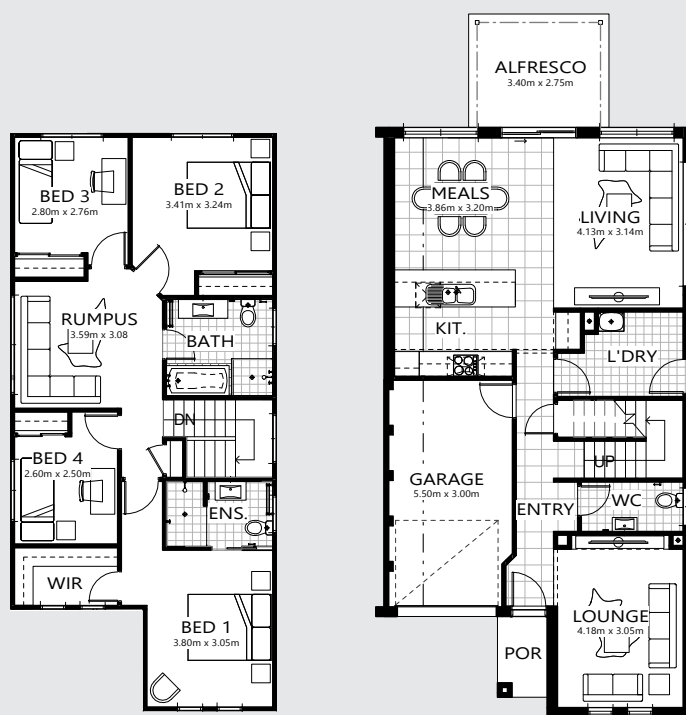 BED 3
2.80m x 2.76m
BED 2
3.41m x 3.24m
RUMPUS
3.59m x 3.08
BATH
DN
BED 4
2.60m x 2.50m
ENS.
WIR
BED 1
3.80m x 3.05m
ALFRESCO
3.40m x 2.75m
MEALS
3.86m x 3.20m
LIVING
4.13m x 3.14m
KIT.
L'DRY
GARAGE
5.50m x 3.00m
UP
ENTRY
WC
LOUNGE
4.18m x 3.05m
POR